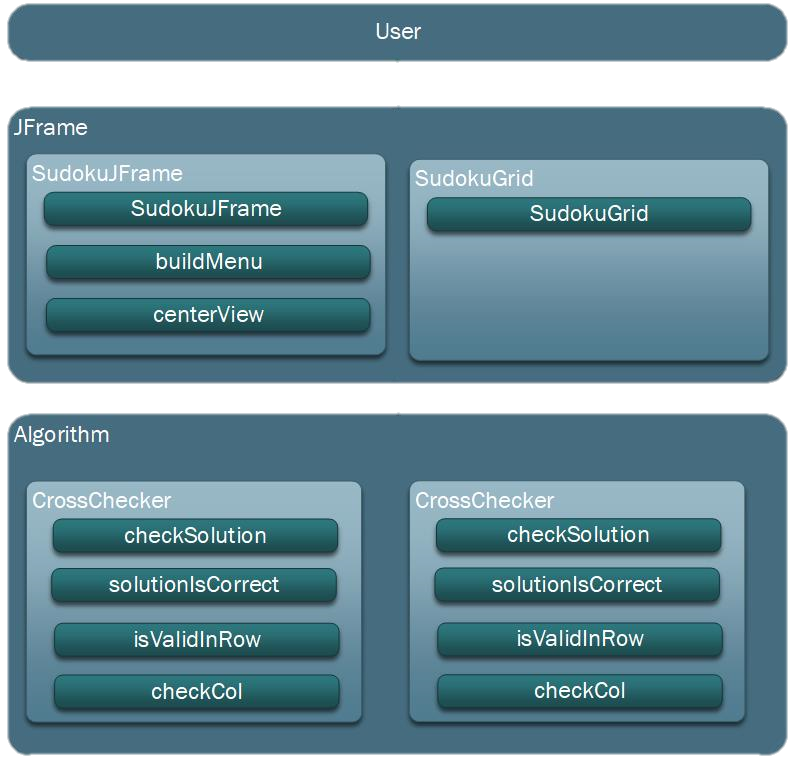 User
JFrame
SudokuJFrame
SudokuJFrame
buildMenu
centerView
SudokuGrid
SudokuGrid
Algorithm
CrossChecker
checkSolution
solutionIsCorrect
isValidInRow
checkCol
CrossChecker
checkSolution
solutionIsCorrect
isValidInRow
checkCol